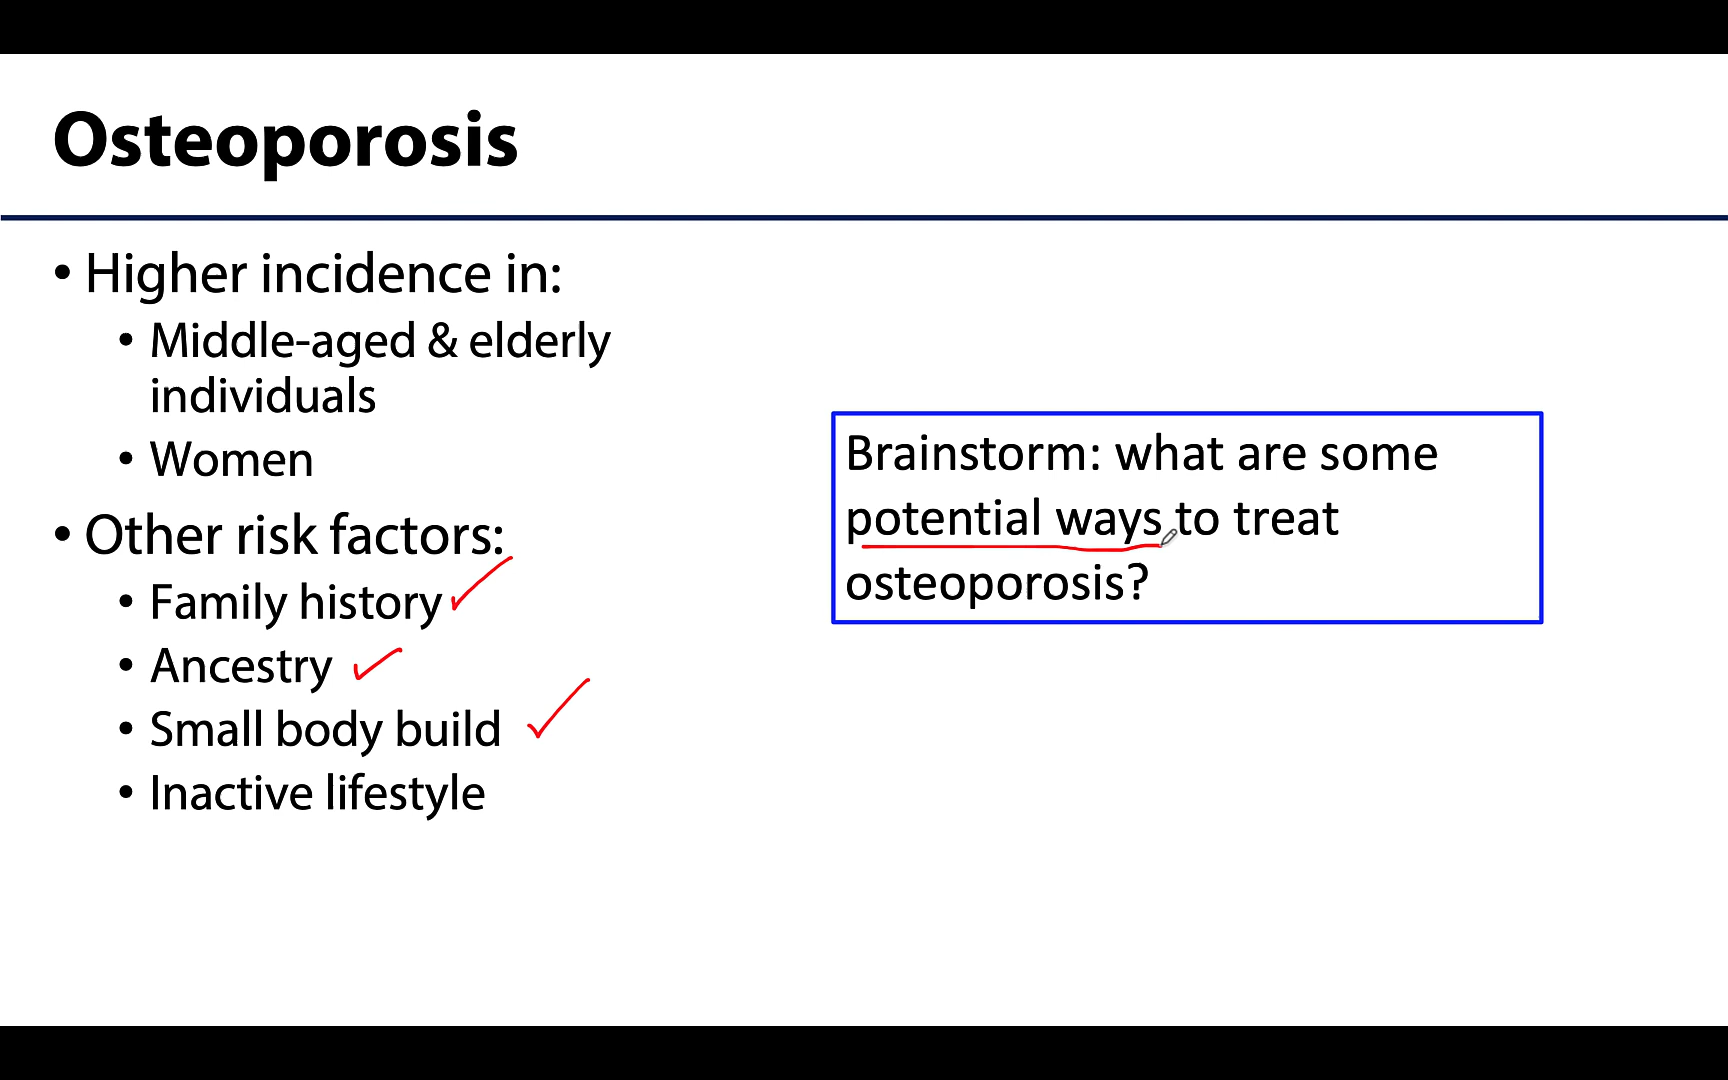 Osteoporosis
• Higher incidence in:
• Middle-aged & elderly
individuals
• Women
• Other risk factors:
• Family history
• Ancestry
• Small body build
• Inactive lifestyle
Brainstorm: what are some
potential ways to treat
osteoporosis?